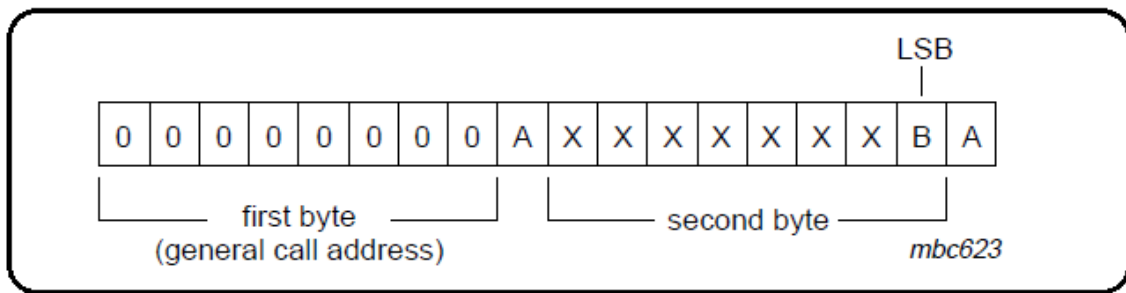 LSB
0 0 0 0 0 0 0 0 A X X X X X X X B A
first byte
(general call address)
second byte
mbc623